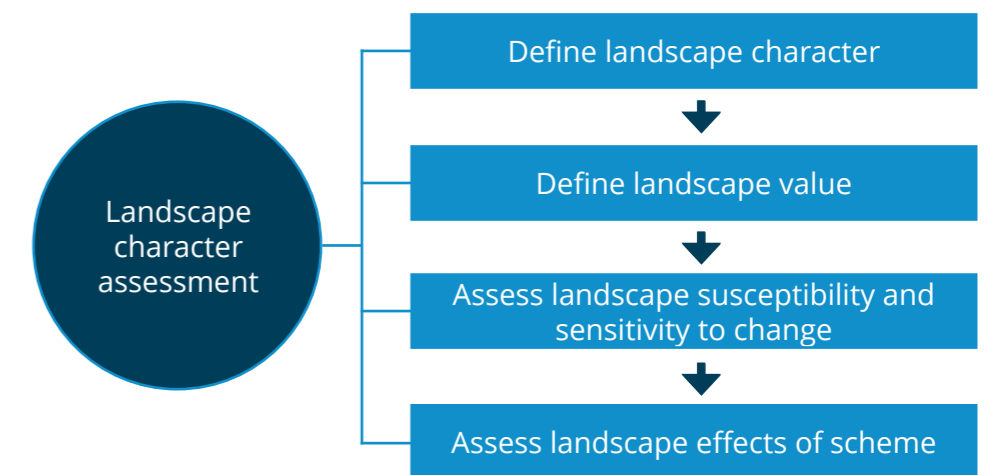 Landscape
character
assessment
Define landscape character
Define landscape value
Assess landscape susceptibility and
sensitivity to change
Assess landscape effects of scheme